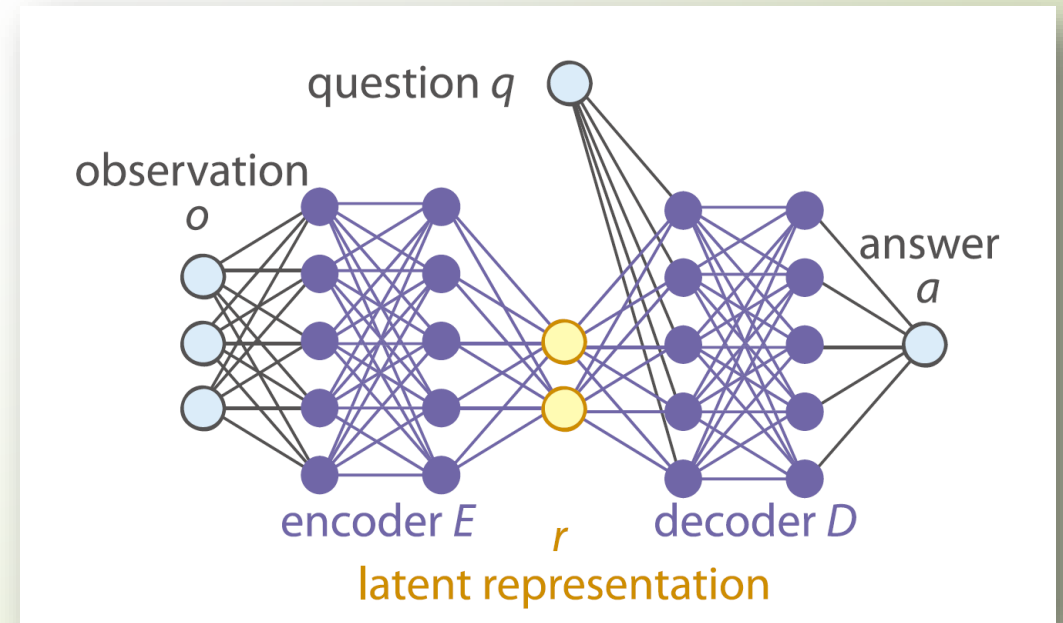 question q
observation
o
answer
a
encoder E
decoder D
r
latent representation